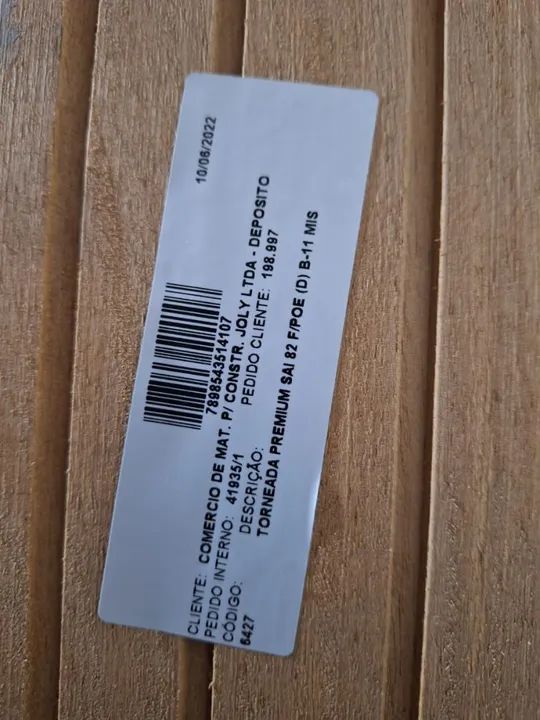 10/06/2022
7898543514107
CLIENTE: COMERCIO DE MAT. P/ CONSTR. JOLY LTDA - DEPOSITO
PEDIDO INTERNO: 41935/1 PEDIDO CLIENTE: 198.997
CÓDIGO: DESCRIÇÃO:
6427 TORNEADA PREMIUM SAI 82 F/POE (D) B-11 MIS